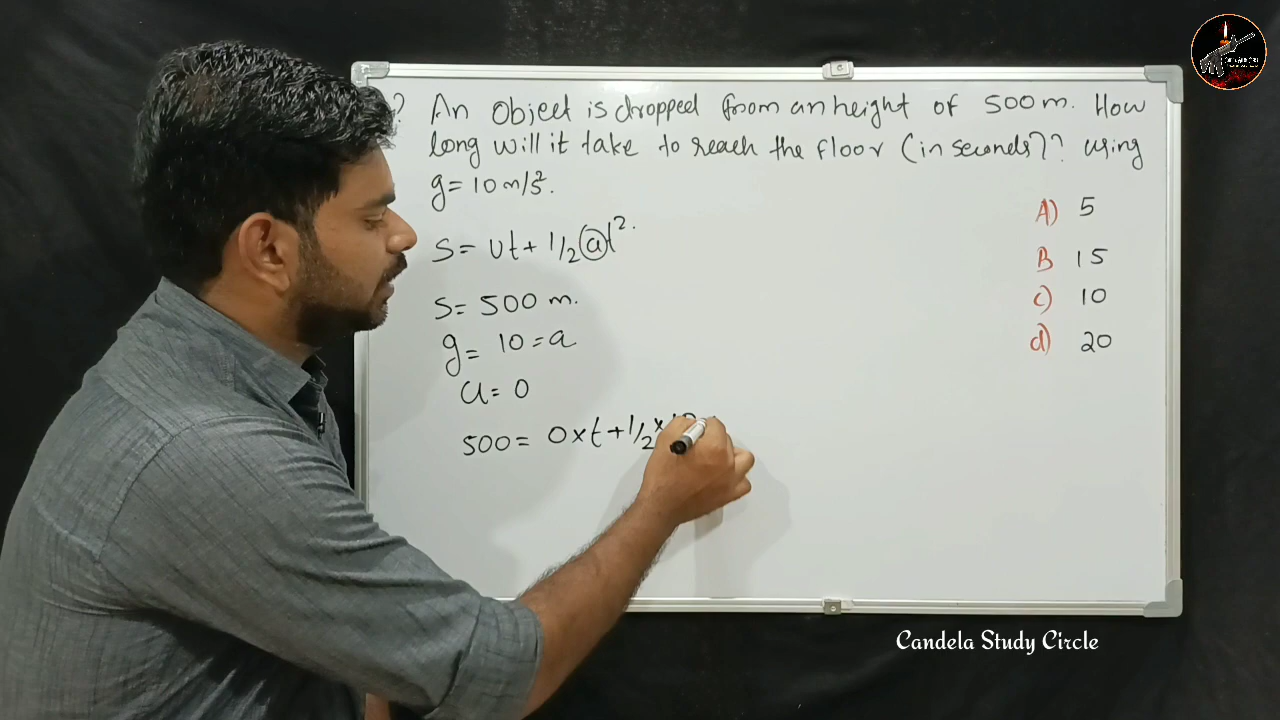 ? An Object is dropped from an height of 500 m. How
long will it take to reach the floor (in seconds)? using
g = 10 m/s².
S = ut + 1/2 at².
A) 5
B 15
S = 500 m.
C) 10
g = 10 = a
d) 20
u = 0
500 = 0 × t + 1/2 × 10
Candela Study Circle